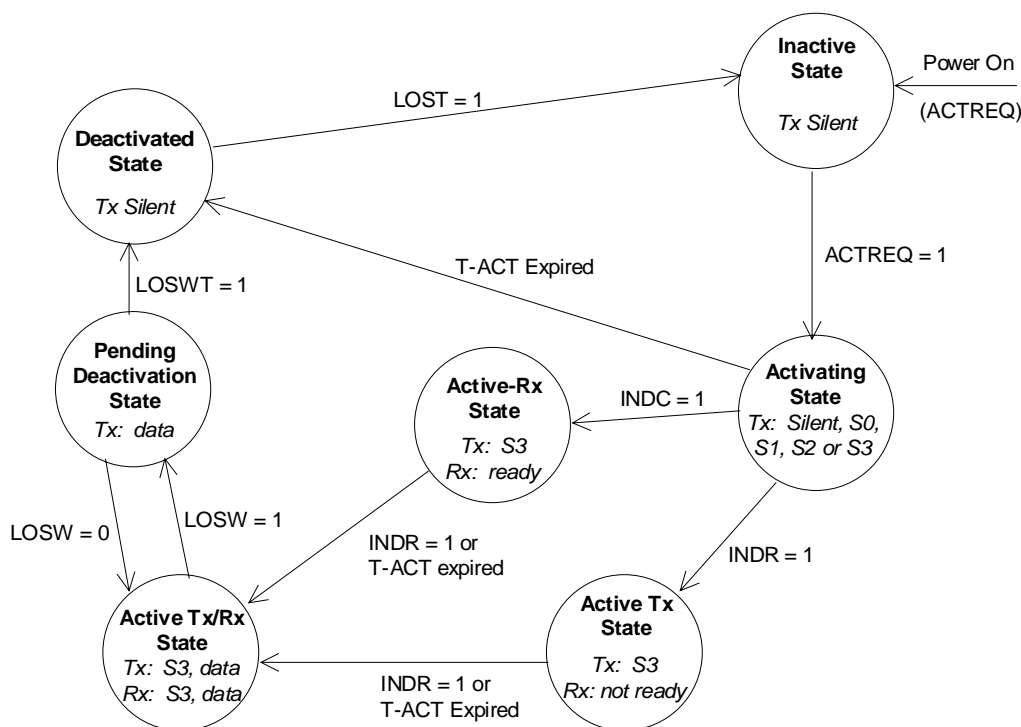 Inactive
State
Tx Silent
Power On
(ACTREQ)
LOST = 1
Deactivated
State
Tx Silent
ACTREQ = 1
T-ACT Expired
LOSWT = 1
Pending
Deactivation
State
Tx: data
Active-Rx
State
Tx: S3
Rx: ready
INDC = 1
Activating
State
Tx: Silent, S0,
S1, S2 or S3
LOSW = 0
LOSW = 1
INDR = 1 or
T-ACT expired
INDR = 1
Active Tx/Rx
State
Tx: S3, data
Rx: S3, data
Active Tx
State
Tx: S3
Rx: not ready
INDR = 1 or
T-ACT Expired